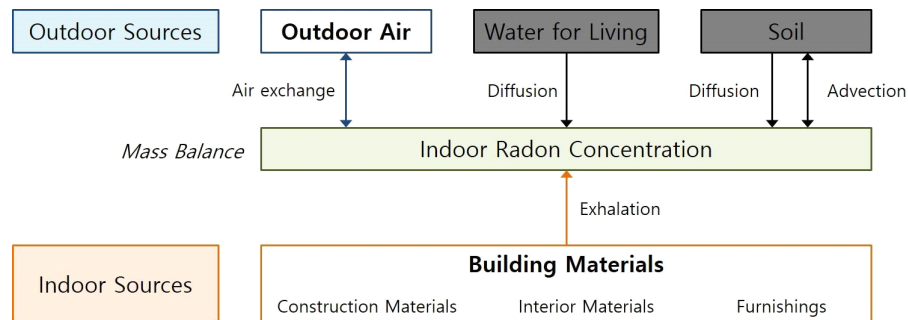 Outdoor Sources
Outdoor Air
Water for Living
Soil
Air exchange
Diffusion
Diffusion
Advection
Mass Balance
Indoor Radon Concentration
Exhalation
Indoor Sources
Building Materials
Construction Materials
Interior Materials
Furnishings